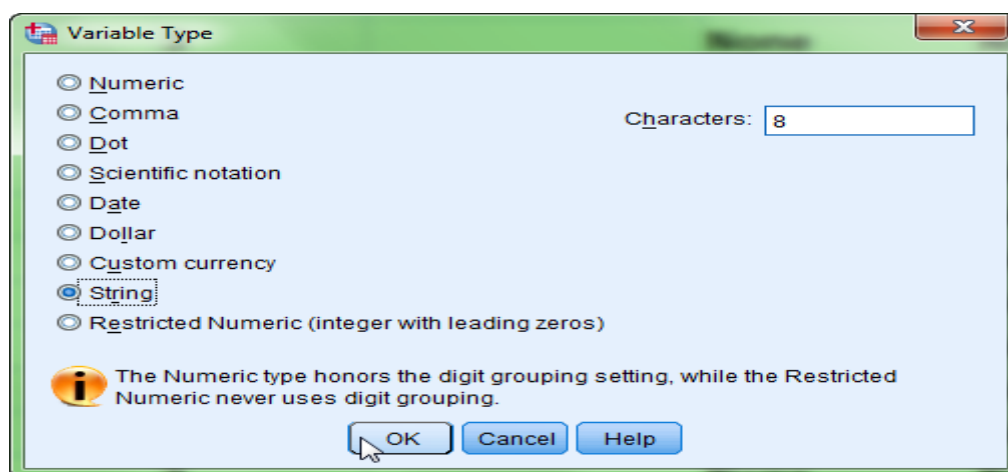 Variable Type
Numeric
Comma
Characters: 8
Dot
Scientific notation
Date
Dollar
Custom currency
String
Restricted Numeric (integer with leading zeros)
The Numeric type honors the digit grouping setting, while the Restricted
Numeric never uses digit grouping.
OK Cancel Help